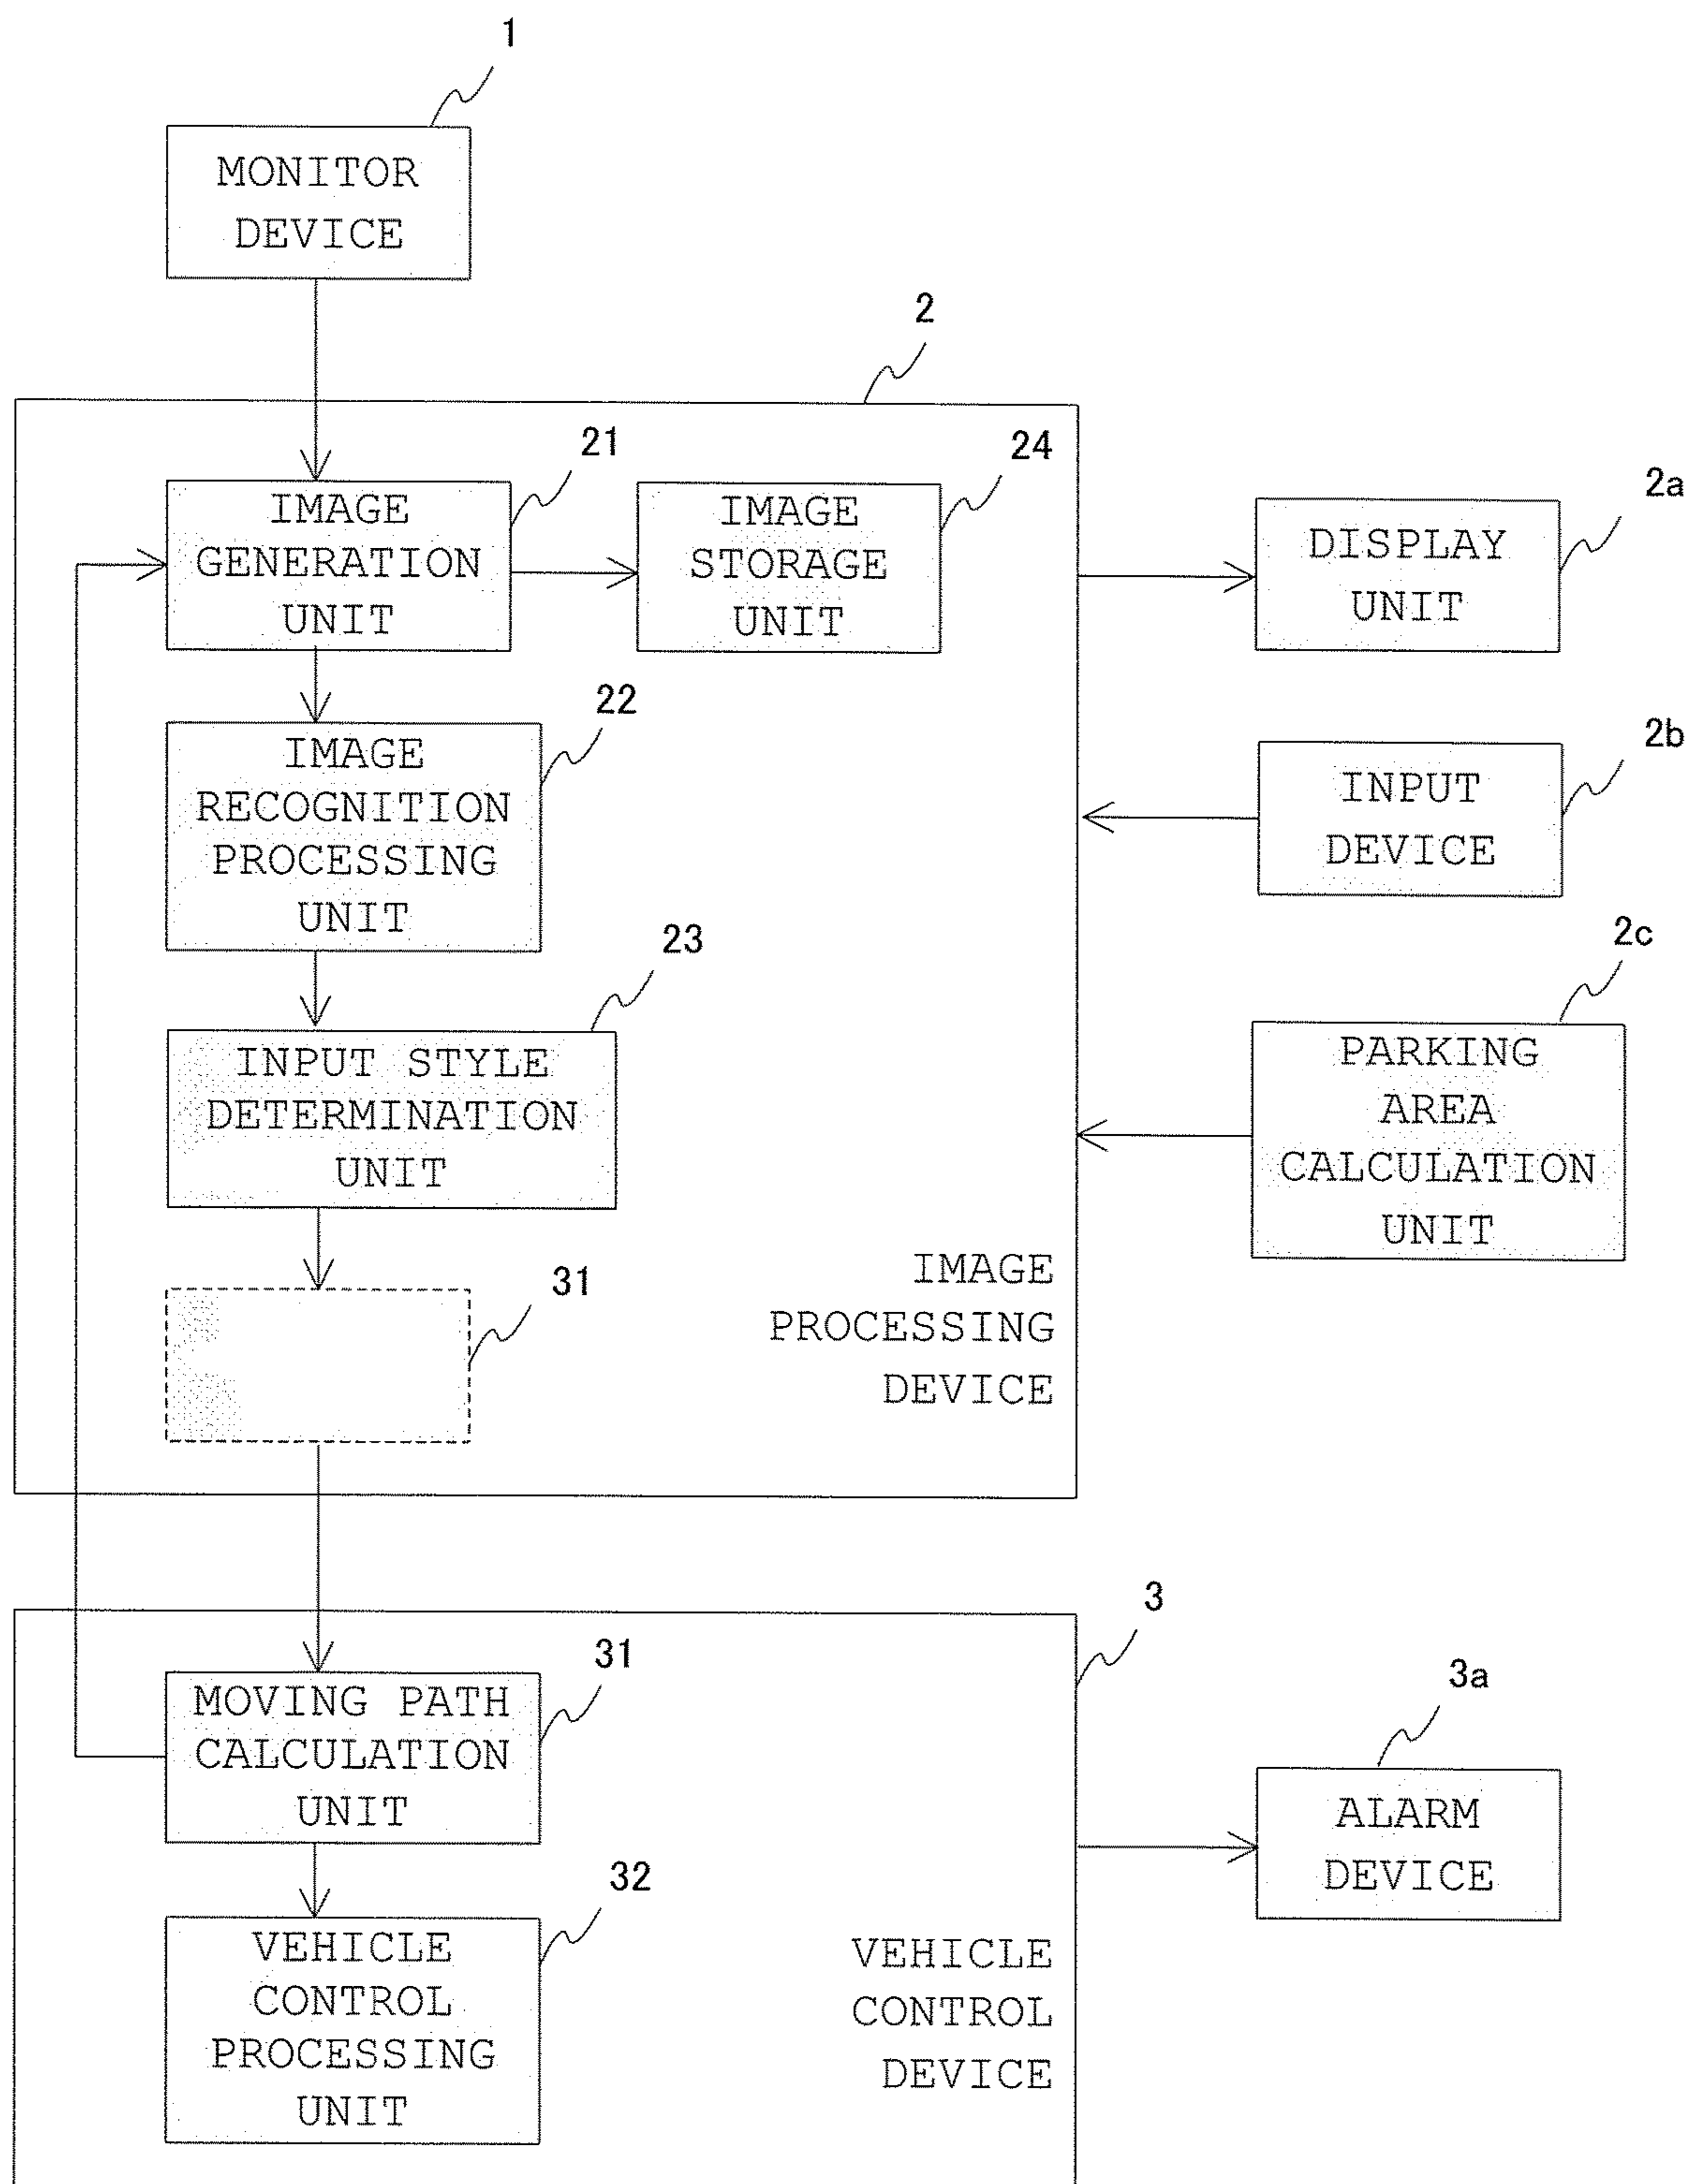 1
MONITOR
DEVICE
2
21
IMAGE
GENERATION
UNIT
24
IMAGE
STORAGE
UNIT
2a
DISPLAY
UNIT
22
IMAGE
RECOGNITION
PROCESSING
UNIT
2b
INPUT
DEVICE
23
INPUT STYLE
DETERMINATION
UNIT
2c
PARKING
AREA
CALCULATION
UNIT
31
IMAGE
PROCESSING
DEVICE
3
31
MOVING PATH
CALCULATION
UNIT
3a
ALARM
DEVICE
32
VEHICLE
CONTROL
PROCESSING
UNIT
VEHICLE
CONTROL
DEVICE